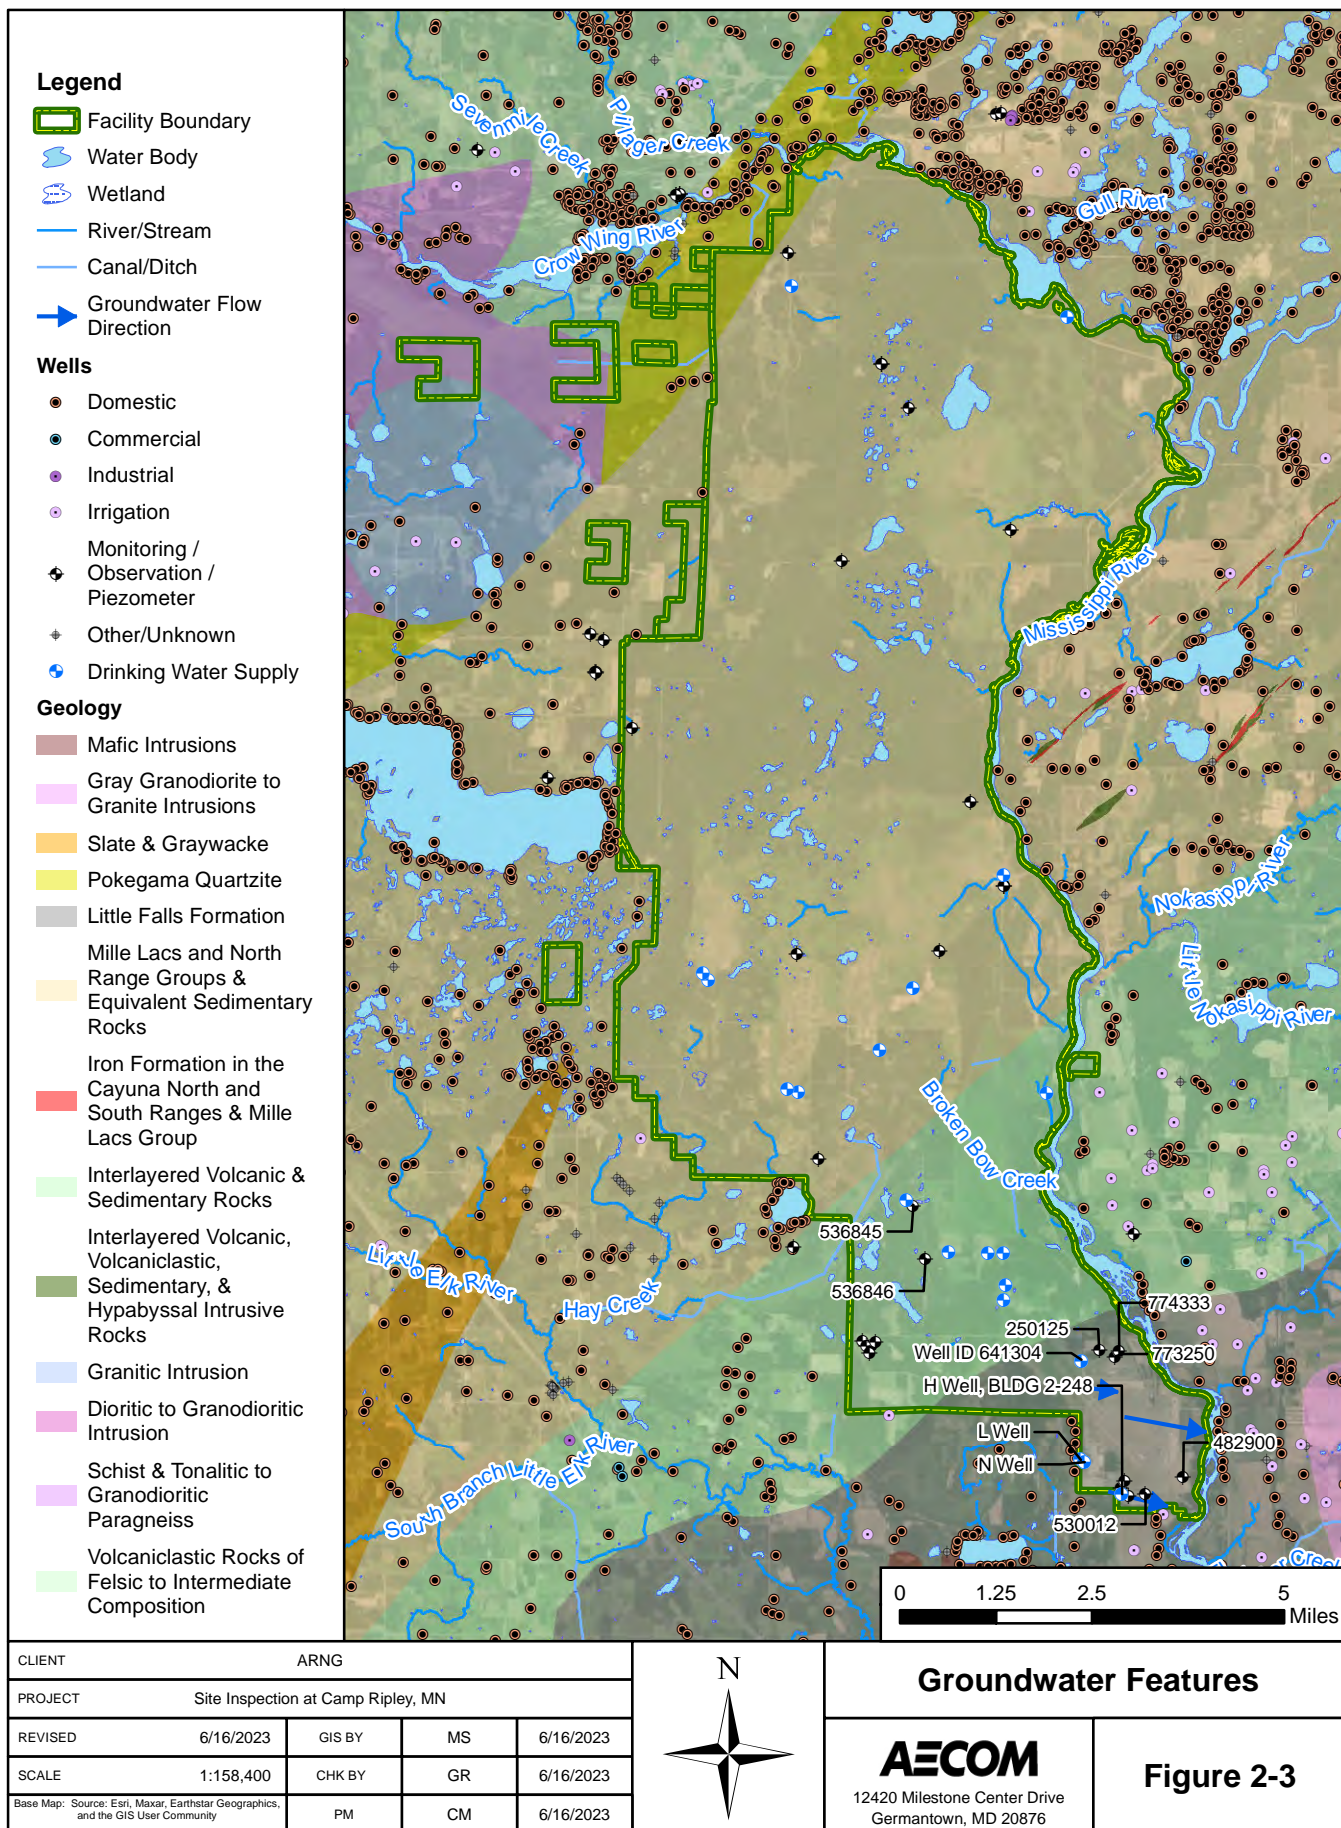 Legend
Facility Boundary
Water Body
Wetland
River/Stream
Canal/Ditch
Groundwater Flow
Direction
Wells
Domestic
Commercial
Industrial
Irrigation
Monitoring /
Observation /
Piezometer
Other/Unknown
Drinking Water Supply
Geology
Mafic Intrusions
Gray Granodiorite to
Granite Intrusions
Slate & Graywacke
Pokegama Quartzite
Little Falls Formation
Mille Lacs and North
Range Groups &
Equivalent Sedimentary
Rocks
Iron Formation in the
Cayuna North and
South Ranges & Mille
Lacs Group
Interlayered Volcanic &
Sedimentary Rocks
Interlayered Volcanic,
Volcaniclastic,
Sedimentary, &
Hypabyssal Intrusive
Rocks
Granitic Intrusion
Dioritic to Granodioritic
Intrusion
Schist & Tonalitic to
Granodioritic
Paragneiss
Volcaniclastic Rocks of
Felsic to Intermediate
Composition
Sevenmile Creek
Pillager Creek
Crow Wing River
Gull River
Mississippi River
Nokasippi River
Little Nokasippi River
Broken Bow Creek
536845
536846
Little Elk River
Hay Creek
774333
250125
773250
Well ID 641304
H Well, BLDG 2-248
L Well
N Well
482900
530012
South Branch Little Elk River
Creek
0 1.25 2.5 5
Miles
CLIENT ARNG
PROJECT Site Inspection at Camp Ripley, MN
REVISED 6/16/2023 GIS BY MS 6/16/2023
SCALE 1:158,400 CHK BY GR 6/16/2023
Base Map: Source: Esri, Maxar, Earthstar Geographics,
and the GIS User Community
PM CM 6/16/2023
N
Groundwater Features
AECOM
12420 Milestone Center Drive
Germantown, MD 20876
Figure 2-3